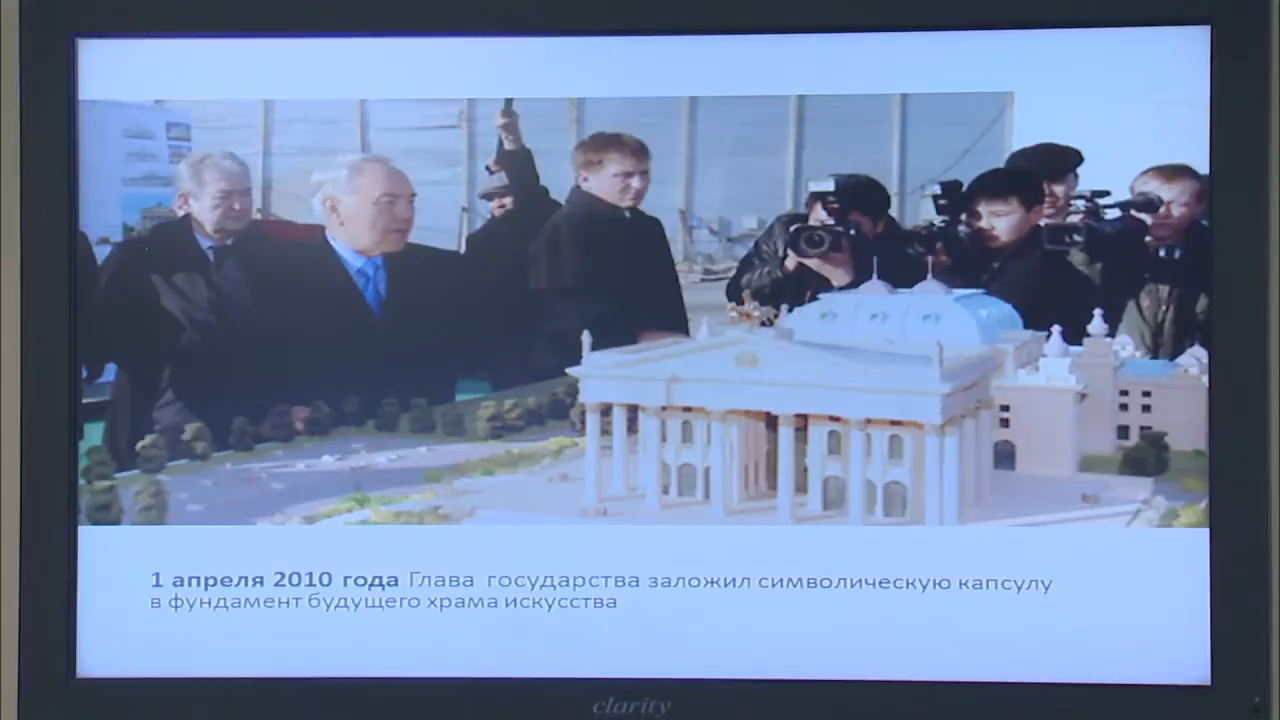 1 апреля 2010 года Глава государства заложил символическую капсулу
в фундамент будущего храма искусства
clarity